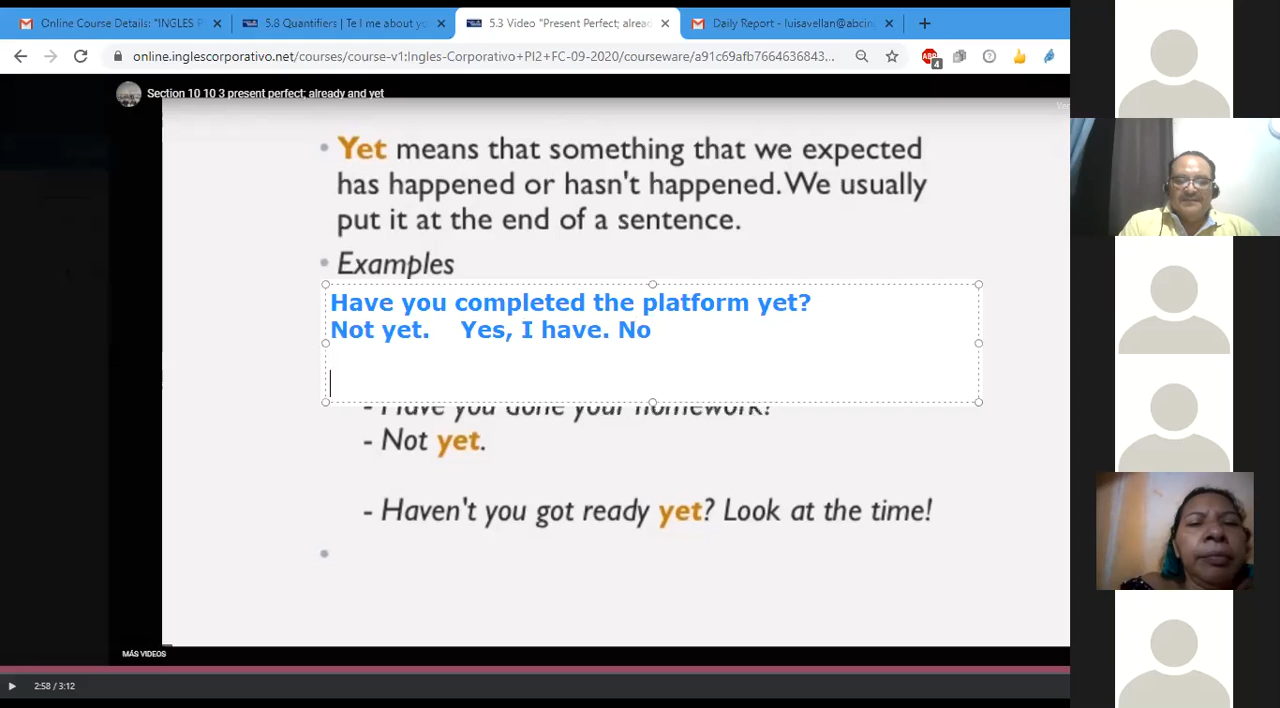 Online Course Details: "INGLES P
5.8 Quantifiers | Te l me about yo
5.3 Video "Present Perfect; alrea
Daily Report - luisavellan@abcin
online.inglescorporativo.net/courses/course-v1:Ingles-Corporativo+PI2+FC-09-2020/courseware/a91c69afb7664636843...
ABP
4
Section 10 10 3 present perfect; already and yet
Yet means that something that we expected
has happened or hasn't happened. We usually
put it at the end of a sentence.
Examples
Have you completed the platform yet?
Not yet. Yes, I have. No
- Have you done your homework?
- Not yet.
- Haven't you got ready yet? Look at the time!
MÁS VIDEOS
2:58 / 3:12